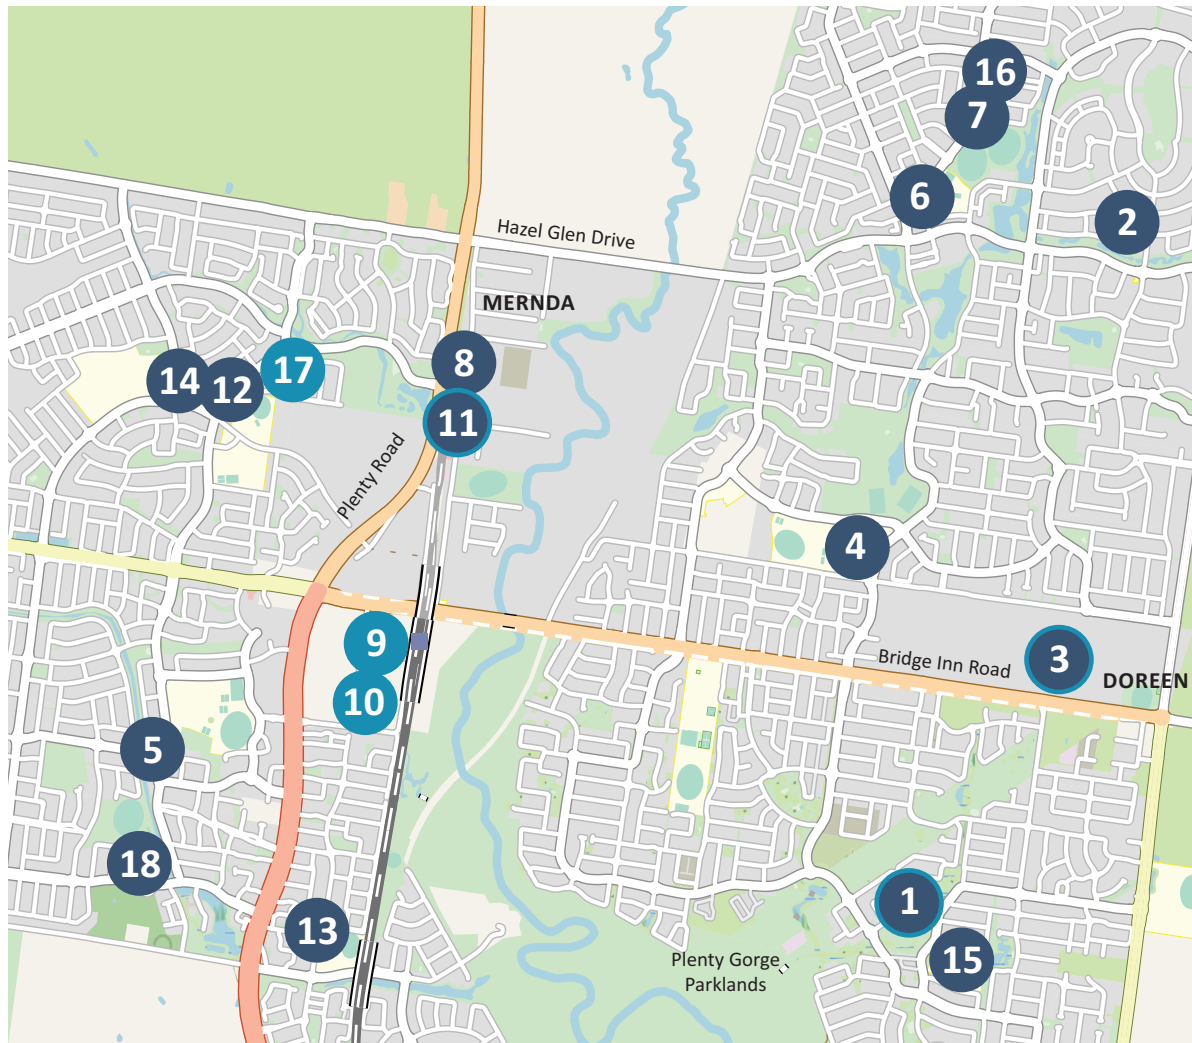 16
7
6
2
Hazel Glen Drive
MERNDA
8
17
14
12
11
Plenty Road
4
9
3
Bridge Inn Road
DOREEN
10
5
18
1
13
15
Plenty Gorge
Parklands